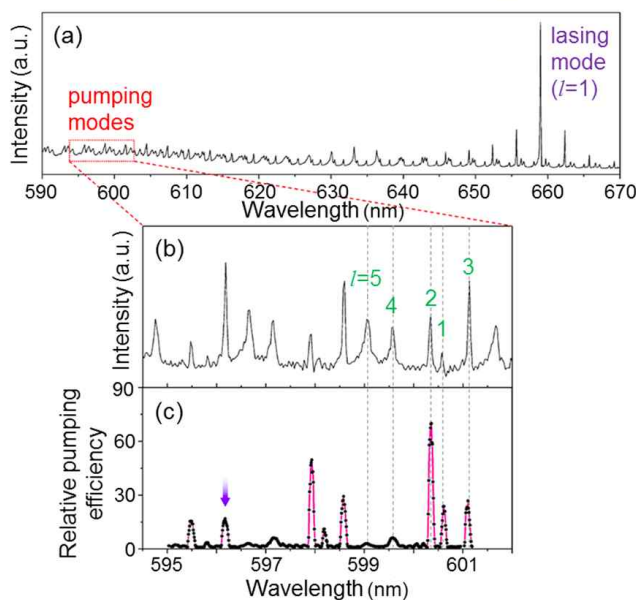 (a)
lasing
mode
(l=1)
pumping
modes
Intensity (a.u.)
590 600 610 620 630 640 650 660 670
Wavelength (nm)
(b)
l=5
4
2
1
3
Intensity (a.u.)
(c)
90
60
30
0
Relative pumping
efficiency
595 597 599 601
Wavelength (nm)